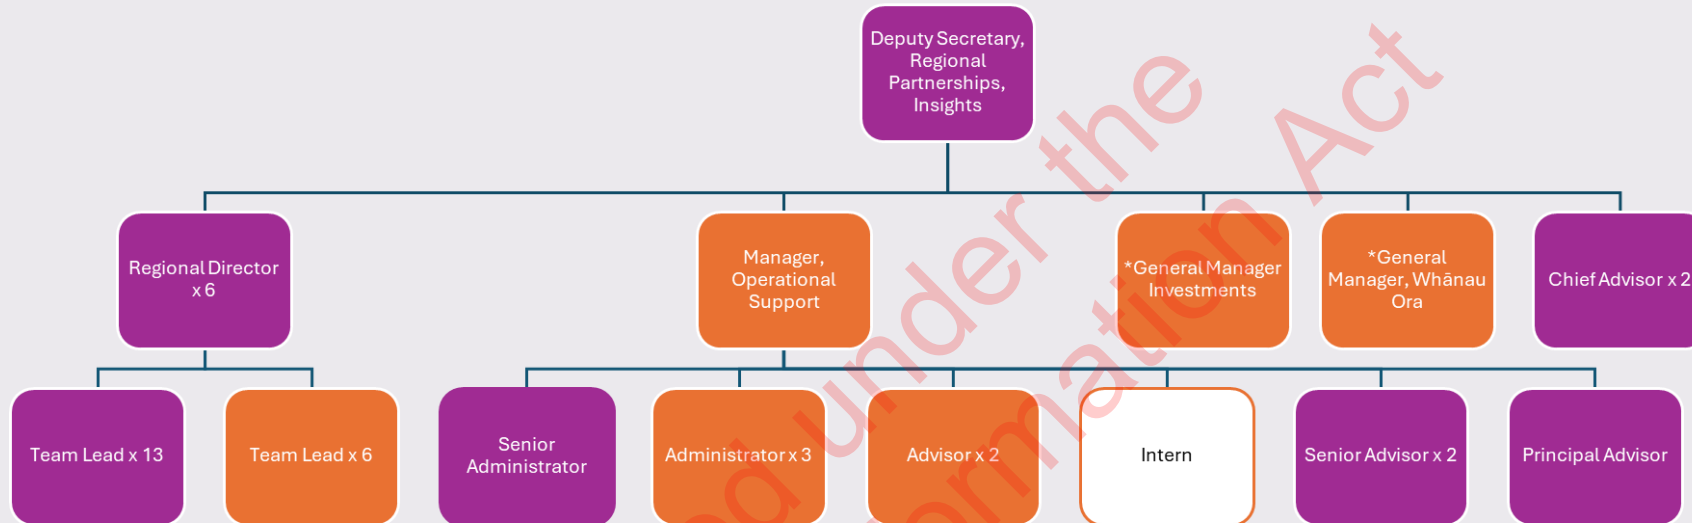 Deputy Secretary,
Regional
Partnerships,
Insights
Regional Director
x 6
Manager,
Operational
Support
*General Manager
Investments
*General
Manager, Whānau
Ora
Chief Advisor x 2
Team Lead x 13
Team Lead x 6
Senior
Administrator
Administrator x 3
Advisor x 2
Intern
Senior Advisor x 2
Principal Advisor
under the
Act